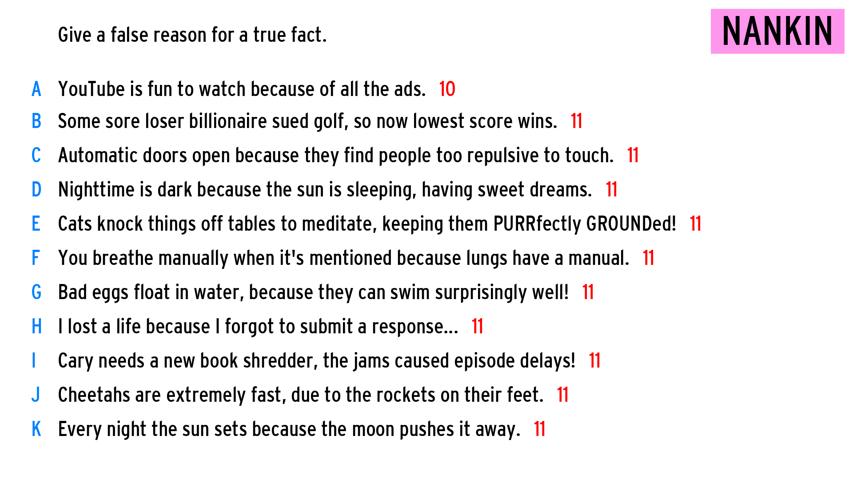 Give a false reason for a true fact.
NANKIN
A YouTube is fun to watch because of all the ads. 10
B Some sore loser billionaire sued golf, so now lowest score wins. 11
C Automatic doors open because they find people too repulsive to touch. 11
D Nighttime is dark because the sun is sleeping, having sweet dreams. 11
E Cats knock things off tables to meditate, keeping them PURRfectly GROUNDed! 11
F You breathe manually when it's mentioned because lungs have a manual. 11
G Bad eggs float in water, because they can swim surprisingly well! 11
H I lost a life because I forgot to submit a response... 11
I Cary needs a new book shredder, the jams caused episode delays! 11
J Cheetahs are extremely fast, due to the rockets on their feet. 11
K Every night the sun sets because the moon pushes it away. 11